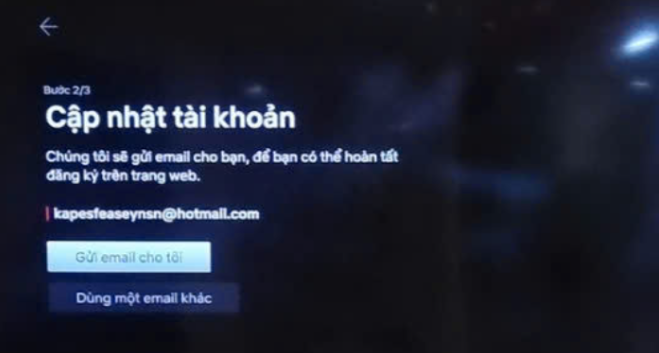 Bước 2/3
Cập nhật tài khoản
Chúng tôi sẽ gửi email cho bạn, để bạn có thể hoàn tất
đăng ký trên trang web.
kapesfeaseynsn@hotmail.com
Gửi email cho tôi
Dùng một email khác